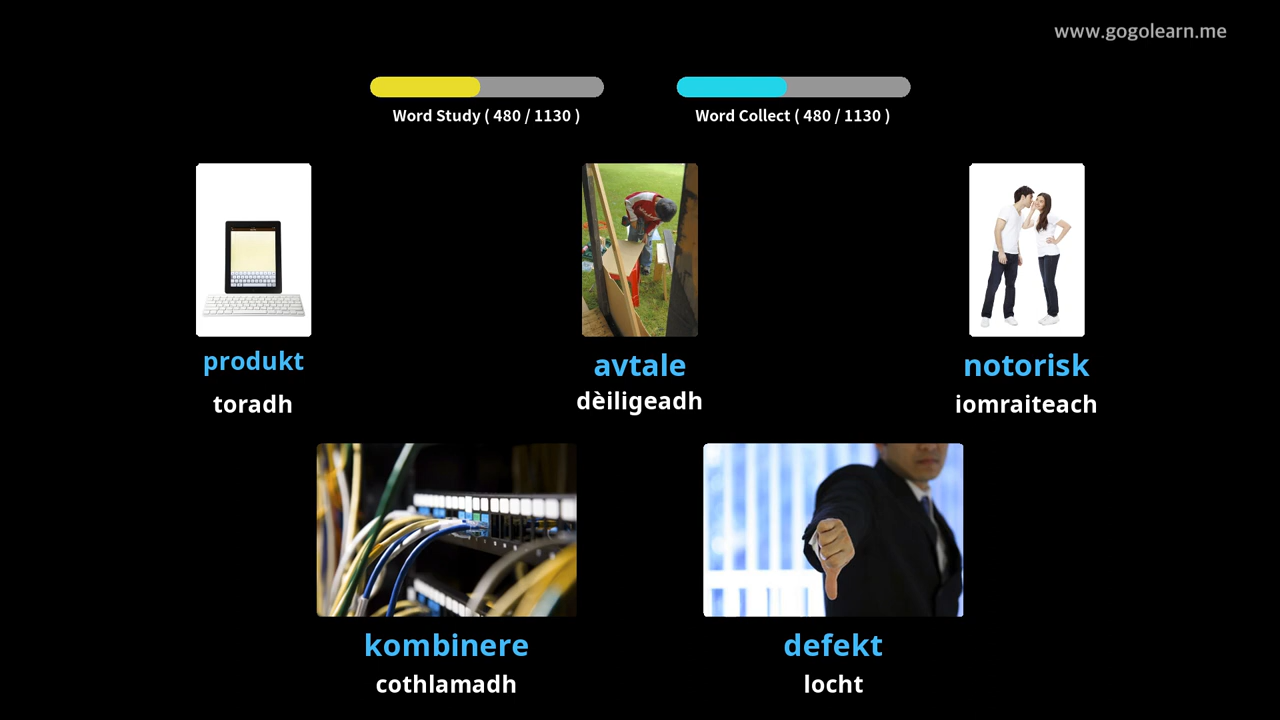 www.gogolearn.me
Word Study ( 480 / 1130 )
Word Collect ( 480 / 1130 )
produkt
toradh
avtale
dèiligeadh
notorisk
iomraiteach
kombinere
cothlamadh
defekt
locht